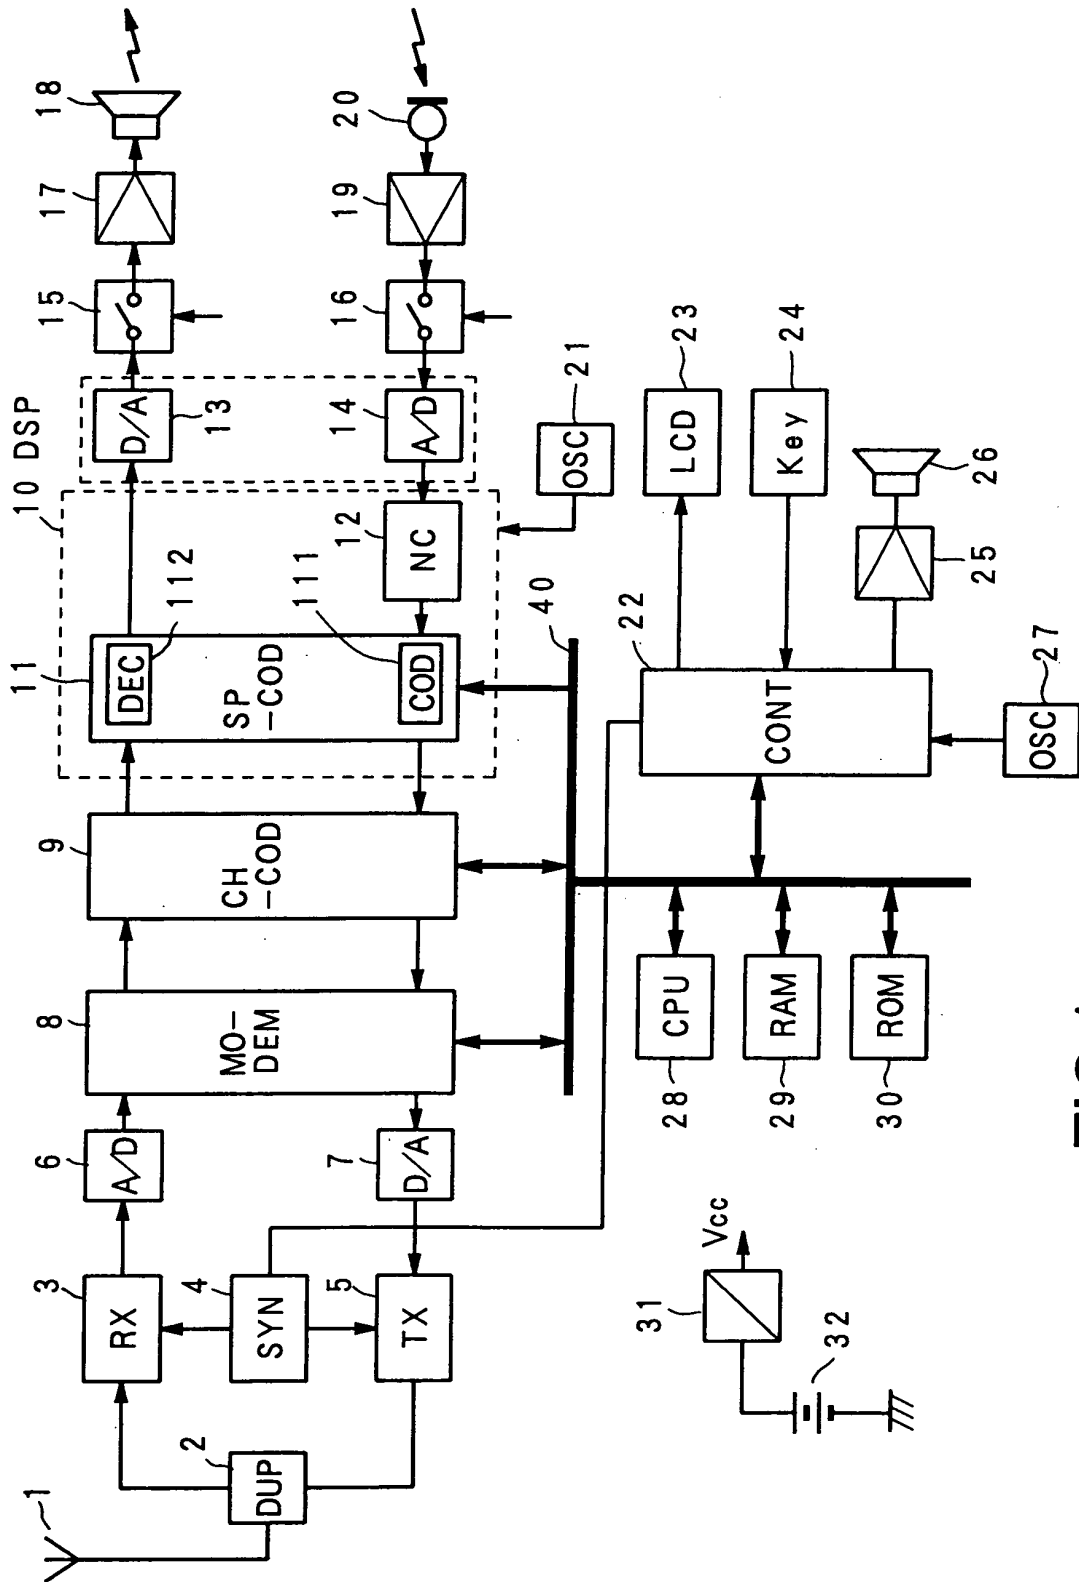 10 DSP
1
2
DUP
3
RX
4
SYN
5
TX
6
A/D
7
D/A
8
MO-
DEM
9
CH
-COD
11
SP
-COD
DEC
112
COD
111
12
NC
D/A
13
14
A/D
15
16
17
19
18
20
21
OSC
40
22
CONT
LCD
23
Key
24
25
26
27
OSC
CPU
28
RAM
29
ROM
30
31
Vcc
32